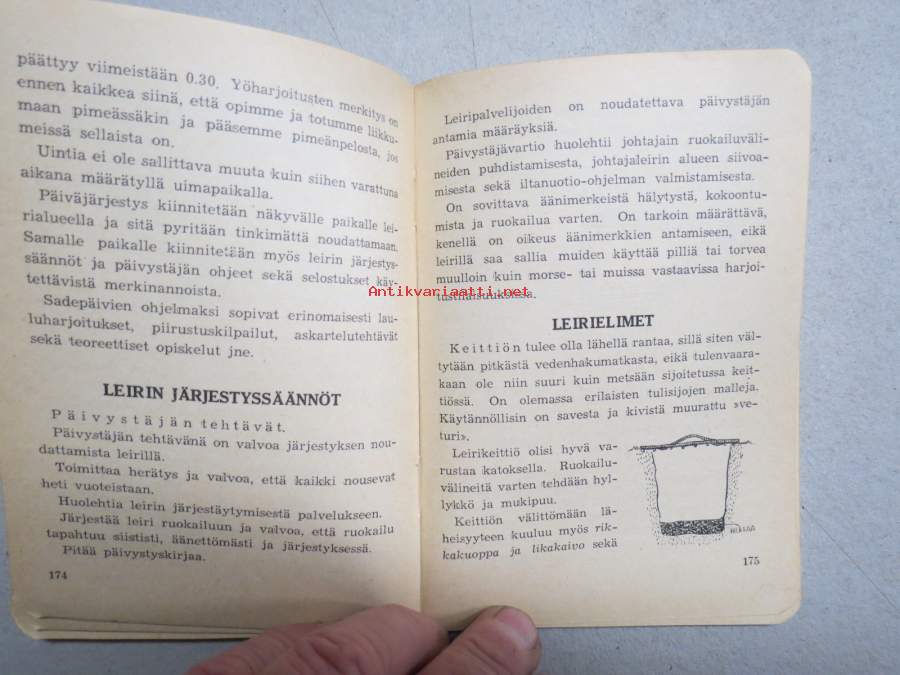 päättyy viimeistään 0.30. Yöharjoitusten merkitys on
ennen kaikkea siinä, että opimme ja totumme liikku-
maan pimeässäkin ja pääsemme pimeänpelosta, jos
meissä sellaista on.
Uintia ei ole sallittava muuta kuin siihen varattuna
aikana määrätyllä uimapaikalla.
Päiväjärjestys kiinnitetään näkyvälle paikalle lei-
rialueella ja sitä pyritään tinkimättä noudattamaan.
Samalle paikalle kiinnitetään myös leirin järjestys-
säännöt ja päivystäjän ohjeet sekä selostukset käy-
tettävistä merkinannoista.
Sadepäivien ohjelmaksi sopivat erinomaisesti lau-
luharjoitukset, piirustuskilpailut, askartelutehtävät
sekä teoreettiset opiskelut jne.
LEIRIN JÄRJESTYSSÄÄNNÖT
Päivystäjän tehtävät.
Päivystäjän tehtävänä on valvoa järjestyksen nou-
dattamista leirillä.
Toimittaa herätys ja valvoa, että kaikki nousevat
heti vuoteistaan.
Huolehtia leirin järjestäytymisestä palvelukseen.
Järjestää leiri ruokailuun ja valvoa, että ruokailu
tapahtuu siististi, äänettömästi ja järjestyksessä.
Pitää päivystyskirjaa.
174
Leiripalvelijoiden on noudatettava päivystäjän
antamia määräyksiä.
Päivystäjävartio huolehtii johtajain ruokailuväli-
neiden puhdistamisesta, johtajaleirin alueen siivoa-
misesta sekä iltanuotio-ohjelman valmistamisesta.
On sovittava äänimerkeistä hälytystä, kokoontu-
mista ja ruokailua varten. On tarkoin määrättävä,
kenellä on oikeus äänimerkkien antamiseen, eikä
leirillä saa sallia muiden käyttää pilliä tai torvea
muulloin kuin morse- tai muissa vastaavissa harjoi-
Antikvariaatti.net
tustilaisuuksissa.
LEIRIELIMET
Keittiön tulee olla lähellä rantaa, sillä siten väl-
tytään pitkästä vedenhakumatkasta, eikä tulenvaara-
kaan ole niin suuri kuin metsään sijoitetussa keit-
tiössä. On olemassa erilaisten tulisijojen malleja.
Käytännöllisin on savesta ja kivistä muurattu »ve-
turi».
Leirikeittiö olisi hyvä va-
rustaa katoksella. Ruokailu-
välineitä varten tehdään hyl-
lykkö ja mukipuu.
Keittiön välittömään lä-
heisyyteen kuuluu myös rik-
kakuoppa ja likakaivo sekä
175